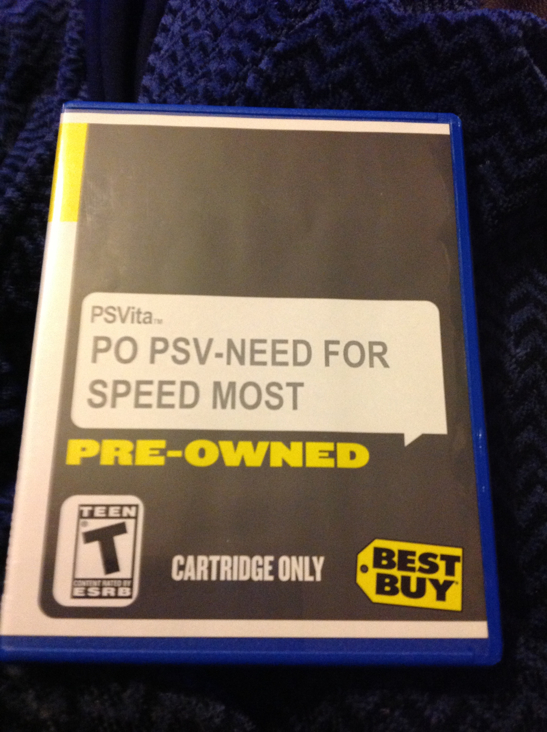 PSVita™
PO PSV-NEED FOR
SPEED MOST
PRE-OWNED
TEEN
T
CONTENT RATED BY
ESRB
CARTRIDGE ONLY
BEST
BUY